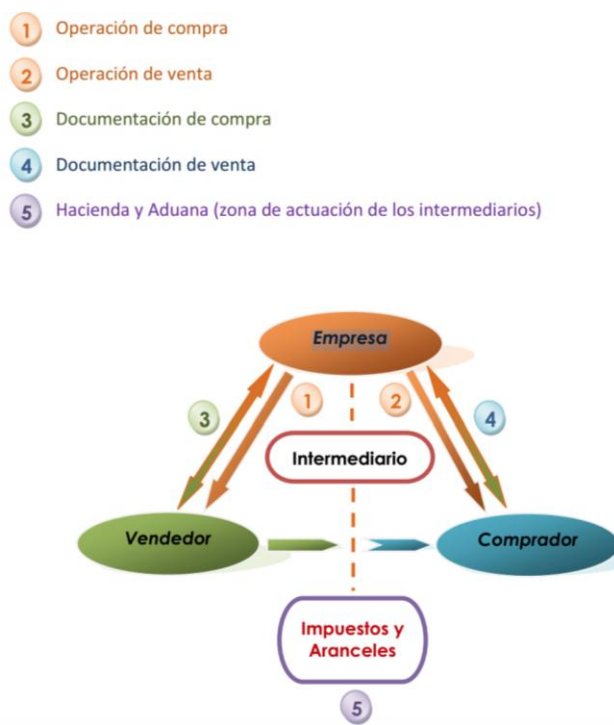 1 Operación de compra
2 Operación de venta
3 Documentación de compra
4 Documentación de venta
5 Hacienda y Aduana (zona de actuación de los intermediarios)
Empresa
1
2
3
4
Intermediario
Vendedor
Comprador
Impuestos y
Aranceles
5